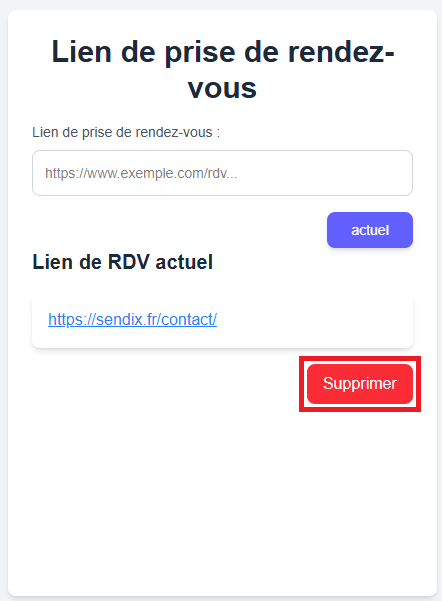 Lien de prise de rendez-
vous
Lien de prise de rendez-vous :
https://www.exemple.com/rdv...
actuel
Lien de RDV actuel
https://sendix.fr/contact/
Supprimer